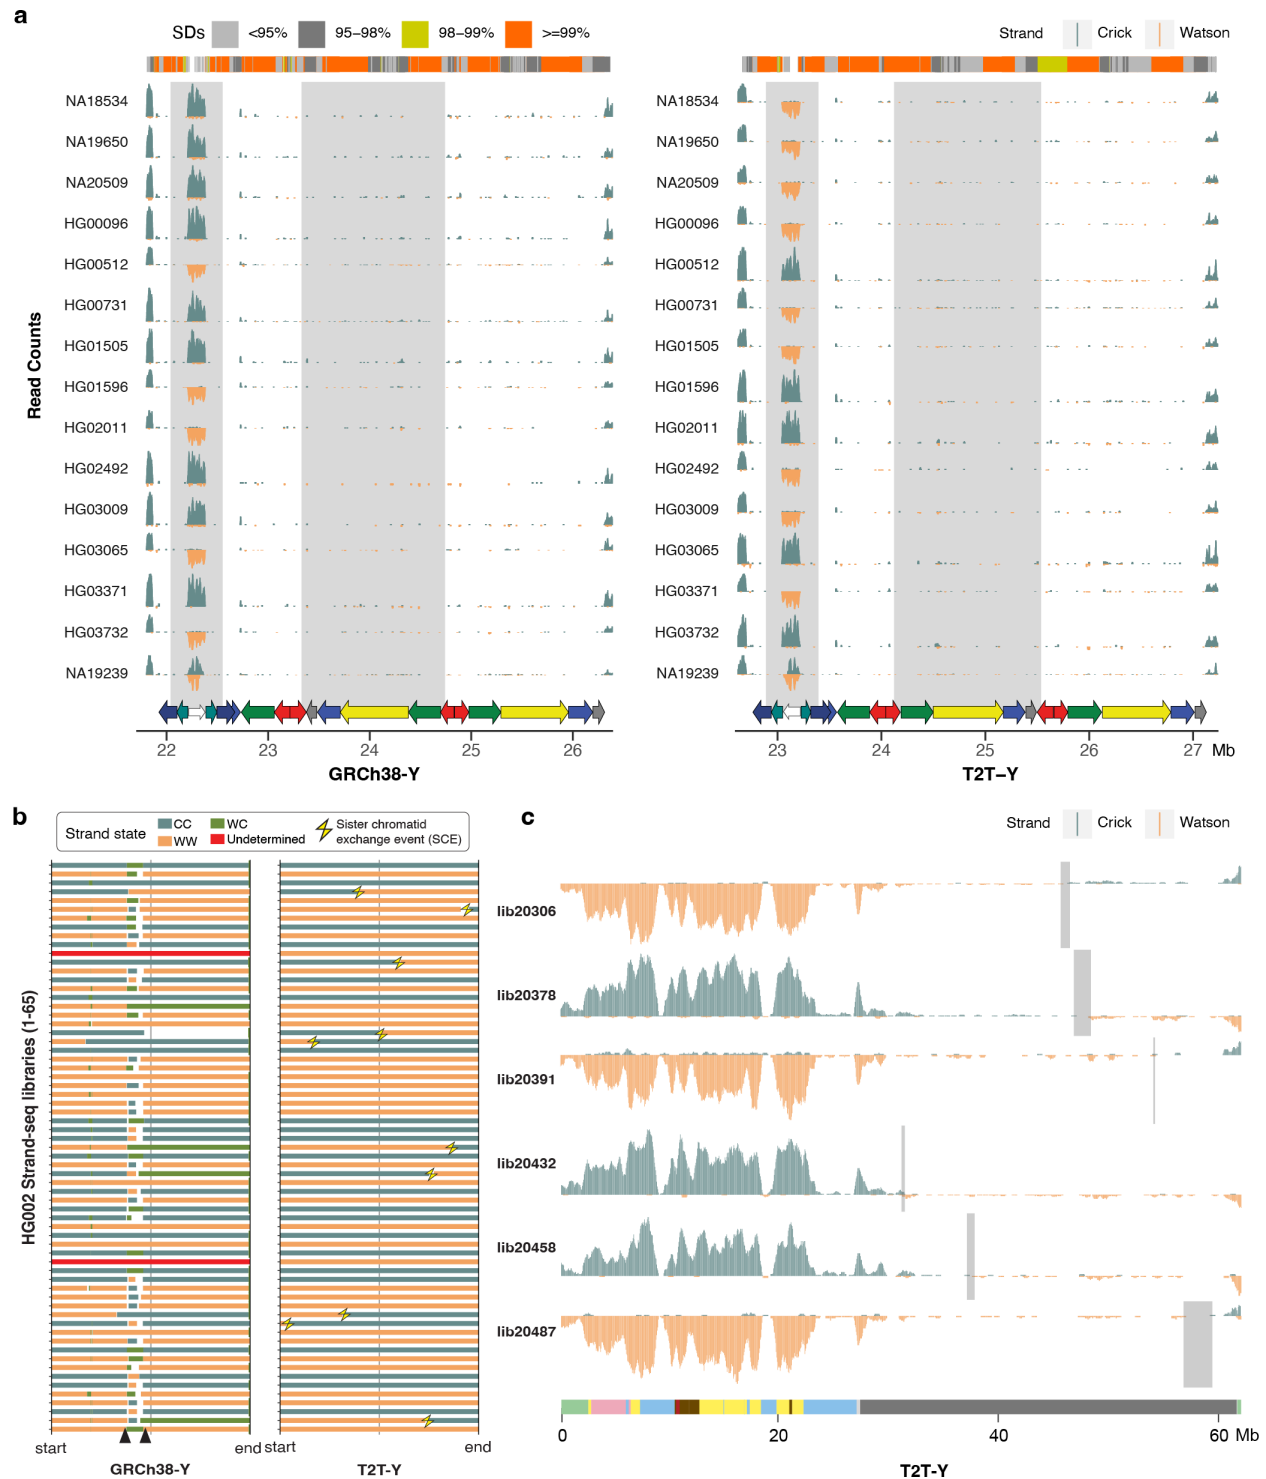 a
SDs <95% 95–98% 98–99% >=99%
Strand Crick Watson
Read Counts
NA18534
NA19650
NA20509
HG00096
HG00512
HG00731
HG01505
HG01596
HG02011
HG02492
HG03009
HG03065
HG03371
HG03732
NA19239
22 23 24 25 26
GRCh38-Y
NA18534
NA19650
NA20509
HG00096
HG00512
HG00731
HG01505
HG01596
HG02011
HG02492
HG03009
HG03065
HG03371
HG03732
NA19239
23 24 25 26 27 Mb
T2T–Y
b
Strand state CC WC WW Undetermined
Sister chromatid
exchange event (SCE)
HG002 Strand-seq libraries (1-65)
start end
GRCh38-Y
start end
T2T-Y
c
Strand Crick Watson
lib20306
lib20378
lib20391
lib20432
lib20458
lib20487
0 20 40 60 Mb
T2T-Y